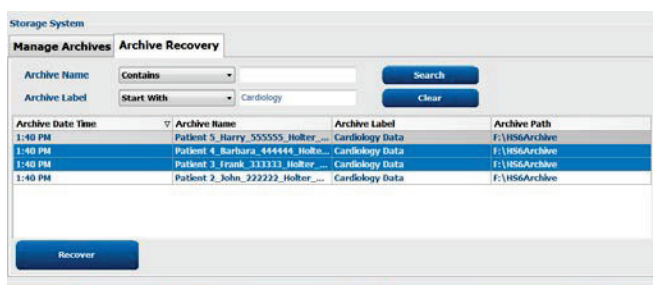 Storage System
Manage Archives Archive Recovery
Archive Name Contains Search
Archive Label Start With Cardiology Clear
Archive Date Time Archive Name Archive Label Archive Path
1:40 PM Patient 5_Harry_555555_Holter_... Cardiology Data F:\HS6Archive
1:40 PM Patient 4_Barbara_444444_Holte... Cardiology Data F:\HS6Archive
1:40 PM Patient 3_Frank_333333_Holter_... Cardiology Data F:\HS6Archive
1:40 PM Patient 2_John_222222_Holter_... Cardiology Data F:\HS6Archive
Recover